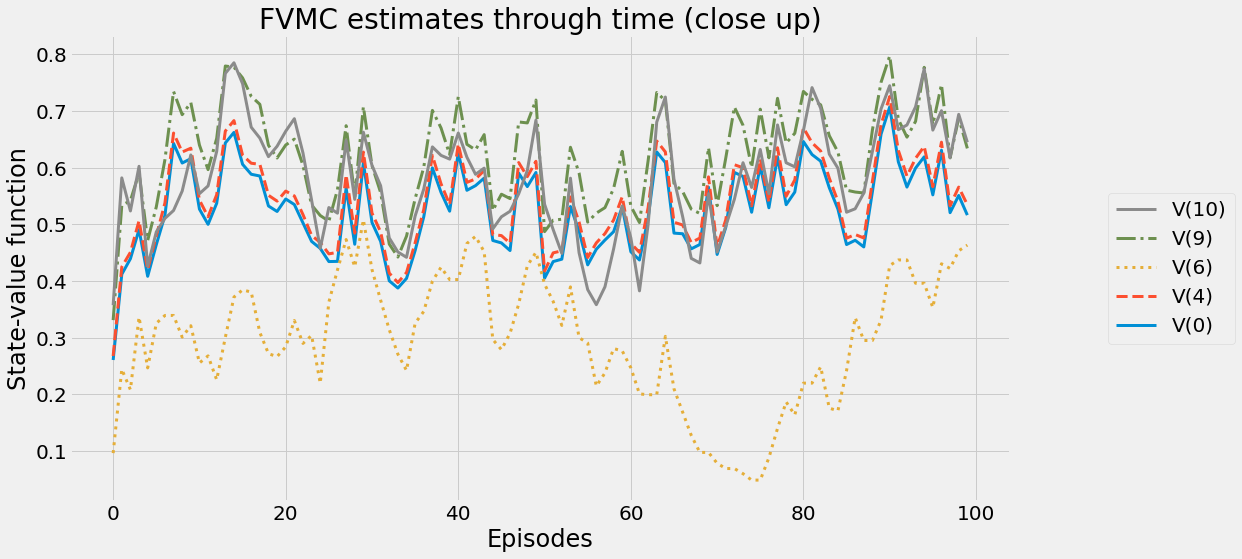 FVMC estimates through time (close up)
State-value function
0.8
0.7
0.6
0.5
0.4
0.3
0.2
0.1
0 20 40 60 80 100
Episodes
V(10)
V(9)
V(6)
V(4)
V(0)